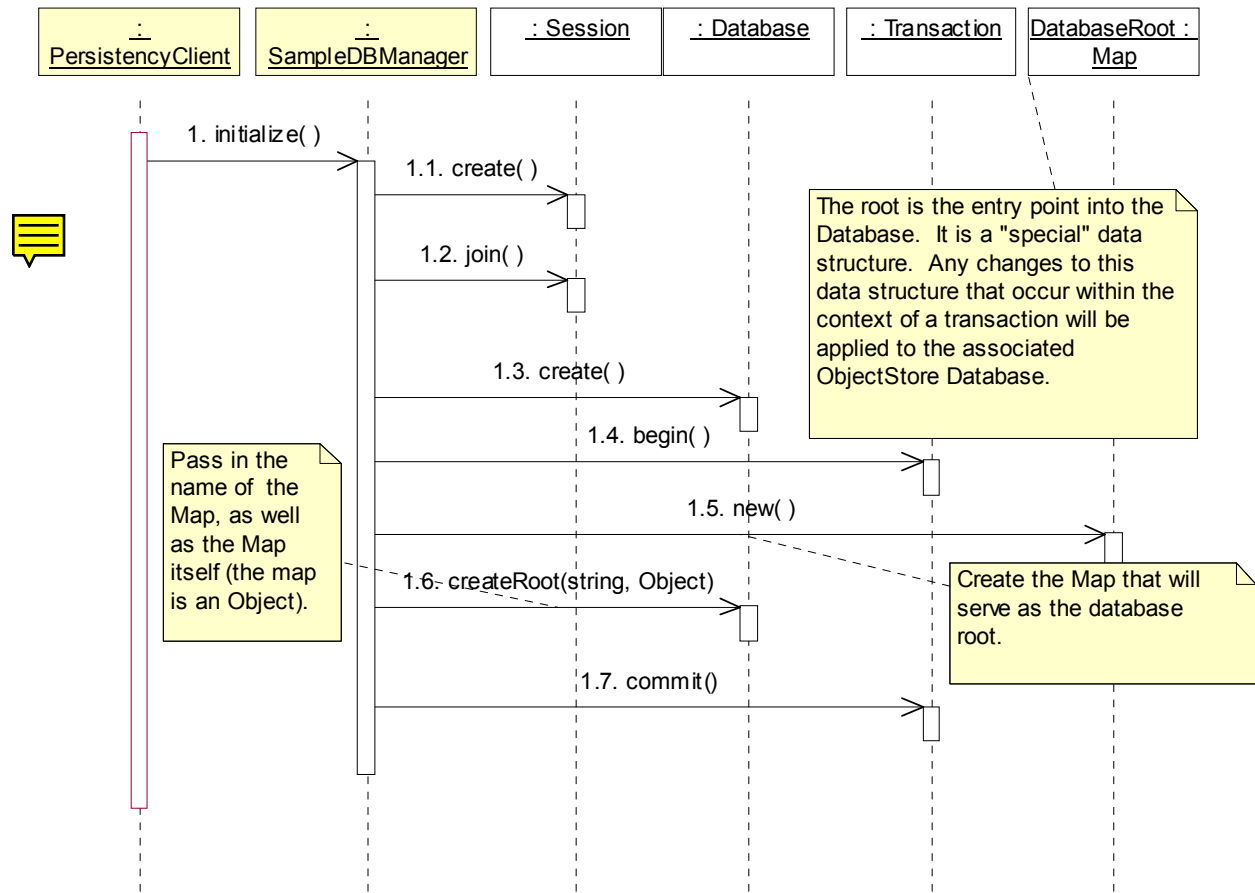 :
PersistencyClient
:
SampleDBManager
: Session
: Database
: Transaction
DatabaseRoot :
Map
1. initialize( )
1.1. create( )
1.2. join( )
The root is the entry point into the
Database. It is a "special" data
structure. Any changes to this
data structure that occur within the
context of a transaction will be
applied to the associated
ObjectStore Database.
1.3. create( )
1.4. begin( )
Pass in the
name of the
Map, as well
as the Map
itself (the map
is an Object).
1.5. new( )
1.6. createRoot(string, Object)
Create the Map that will
serve as the database
root.
1.7. commit()